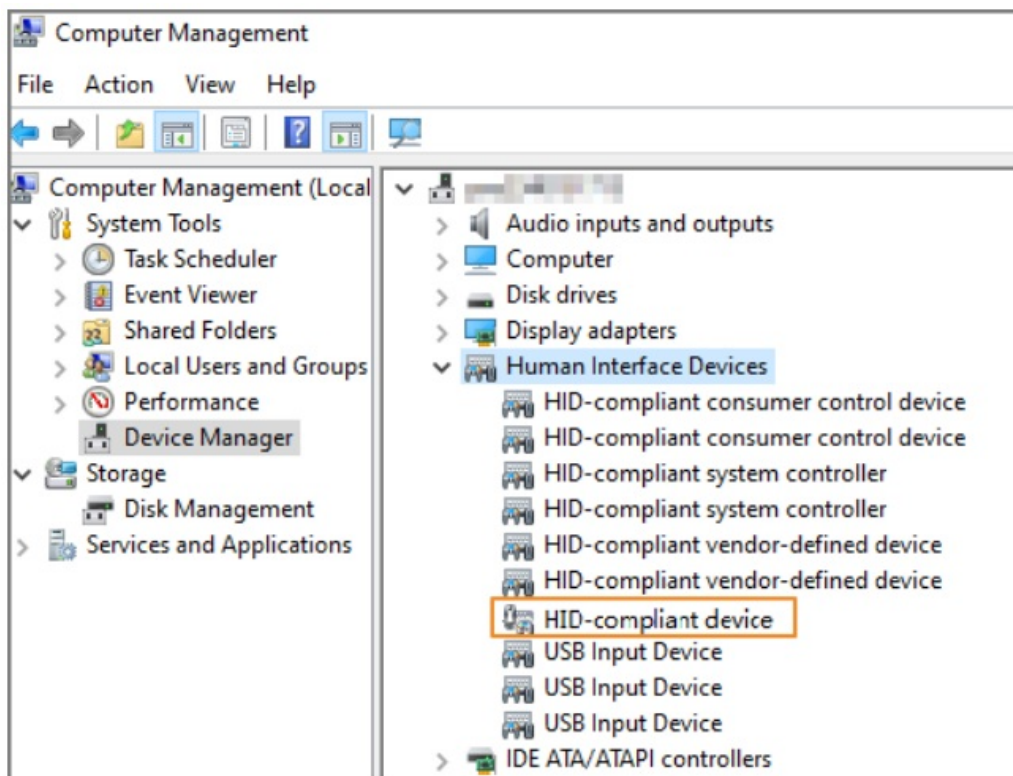 Computer Management
File Action View Help
Computer Management (Local
System Tools
Task Scheduler
Event Viewer
Shared Folders
Local Users and Groups
Performance
Device Manager
Storage
Disk Management
Services and Applications
Audio inputs and outputs
Computer
Disk drives
Display adapters
Human Interface Devices
HID-compliant consumer control device
HID-compliant consumer control device
HID-compliant system controller
HID-compliant system controller
HID-compliant vendor-defined device
HID-compliant vendor-defined device
HID-compliant device
USB Input Device
USB Input Device
USB Input Device
IDE ATA/ATAPI controllers